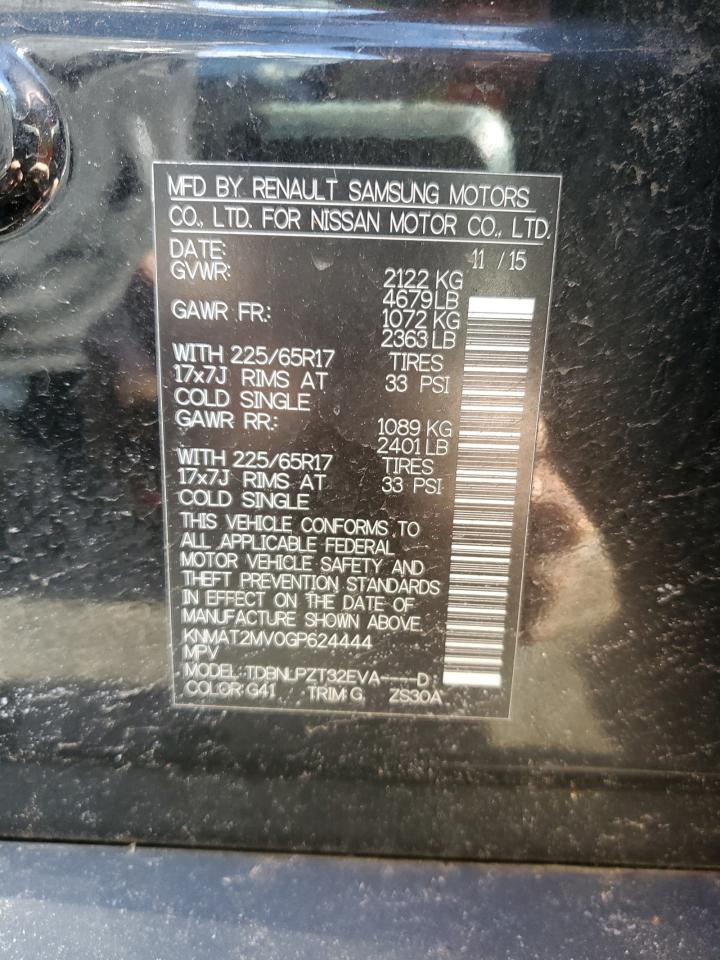 MFD BY RENAULT SAMSUNG MOTORS
CO., LTD. FOR NISSAN MOTOR CO., LTD.
DATE: 11 / 15
GVWR: 2122 KG
4679 LB
GAWR FR.: 1072 KG
2363 LB
WITH 225/65R17 TIRES
17x7J RIMS AT 33 PSI
COLD SINGLE
GAWR RR.: 1089 KG
2401 LB
WITH 225/65R17 TIRES
17x7J RIMS AT 33 PSI
COLD SINGLE
THIS VEHICLE CONFORMS TO
ALL APPLICABLE FEDERAL
MOTOR VEHICLE SAFETY AND
THEFT PREVENTION STANDARDS
IN EFFECT ON THE DATE OF
MANUFACTURE SHOWN ABOVE.
KNMAT2MV0GP624444
MPV
MODEL: TDBNLPZT32EVA----D
COLOR: G41 TRIM: G ZS30A